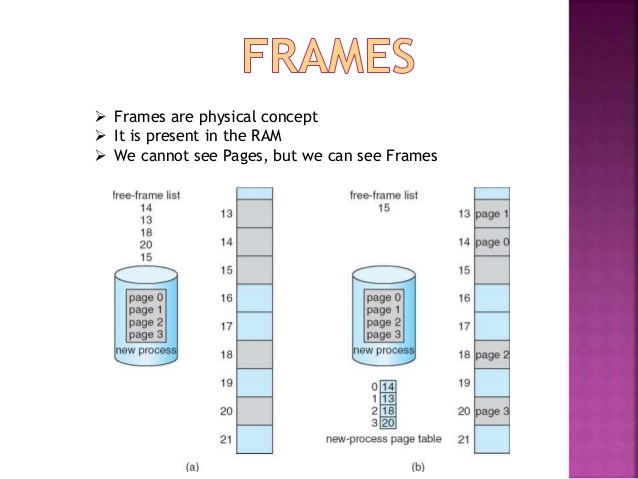 FRAMES
➢ Frames are physical concept
➢ It is present in the RAM
➢ We cannot see Pages, but we can see Frames
free-frame list
14
13
18
20
15
page 0
page 1
page 2
page 3
new process
13
14
15
16
17
18
19
20
21
(a)
free-frame list
15
page 0
page 1
page 2
page 3
new process
0 14
1 13
2 18
3 20
new-process page table
13 page 1
14 page 0
15
16
17
18 page 2
19
20 page 3
21
(b)